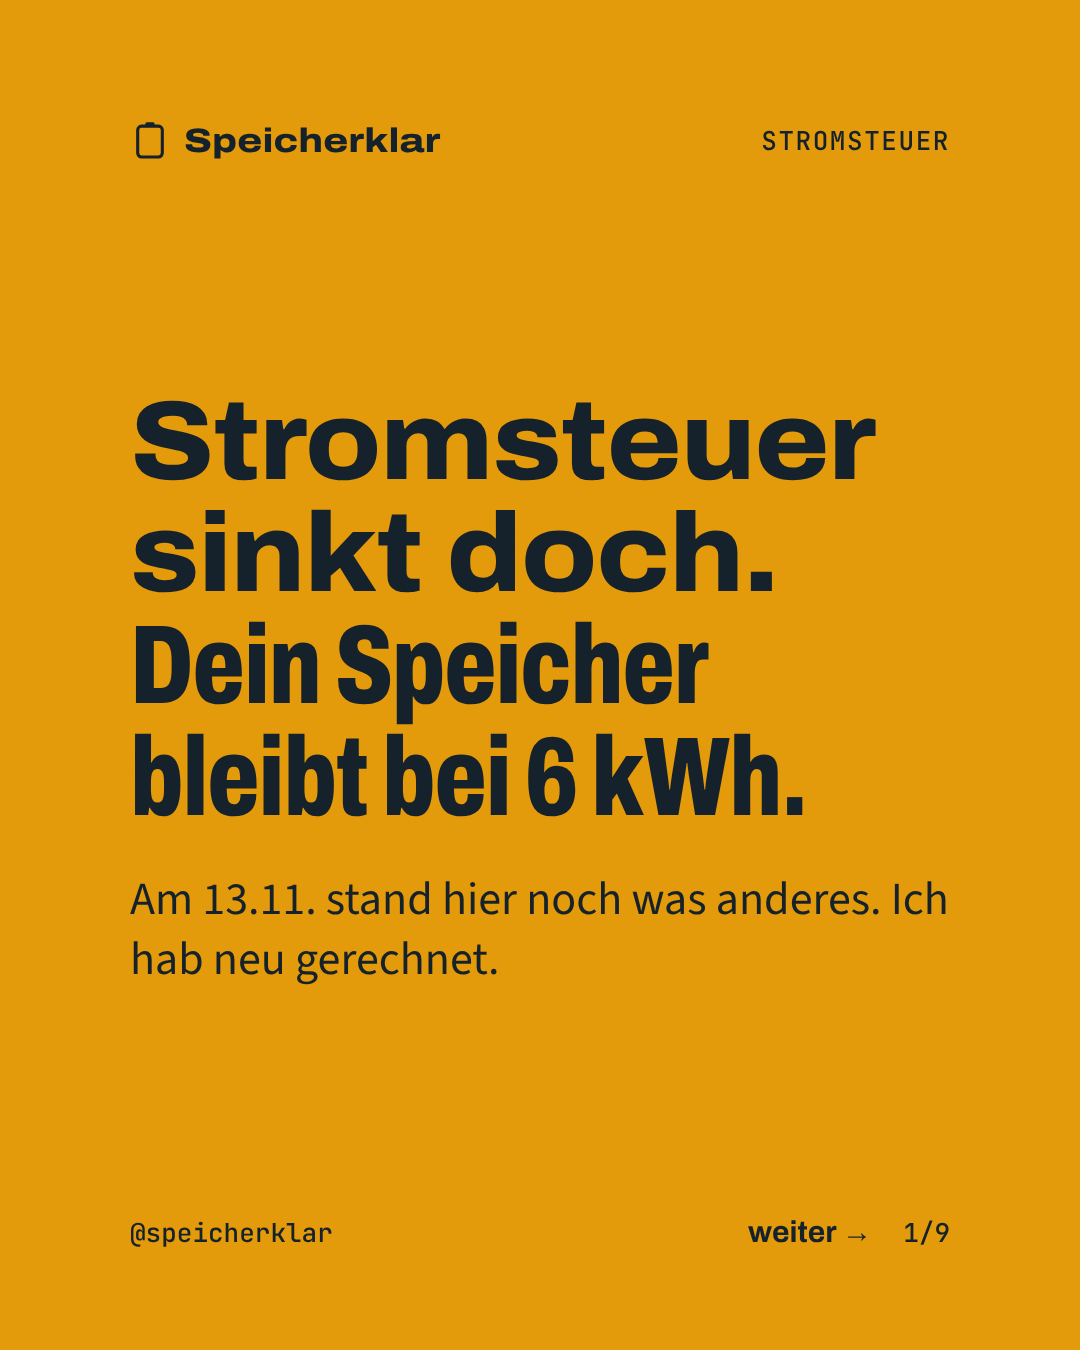 Speicherklar
STROMSTEUER
Stromsteuer
sinkt doch.
Dein Speicher
bleibt bei 6 kWh.
Am 13.11. stand hier noch was anderes. Ich
hab neu gerechnet.
@speicherklar
weiter → 1/9